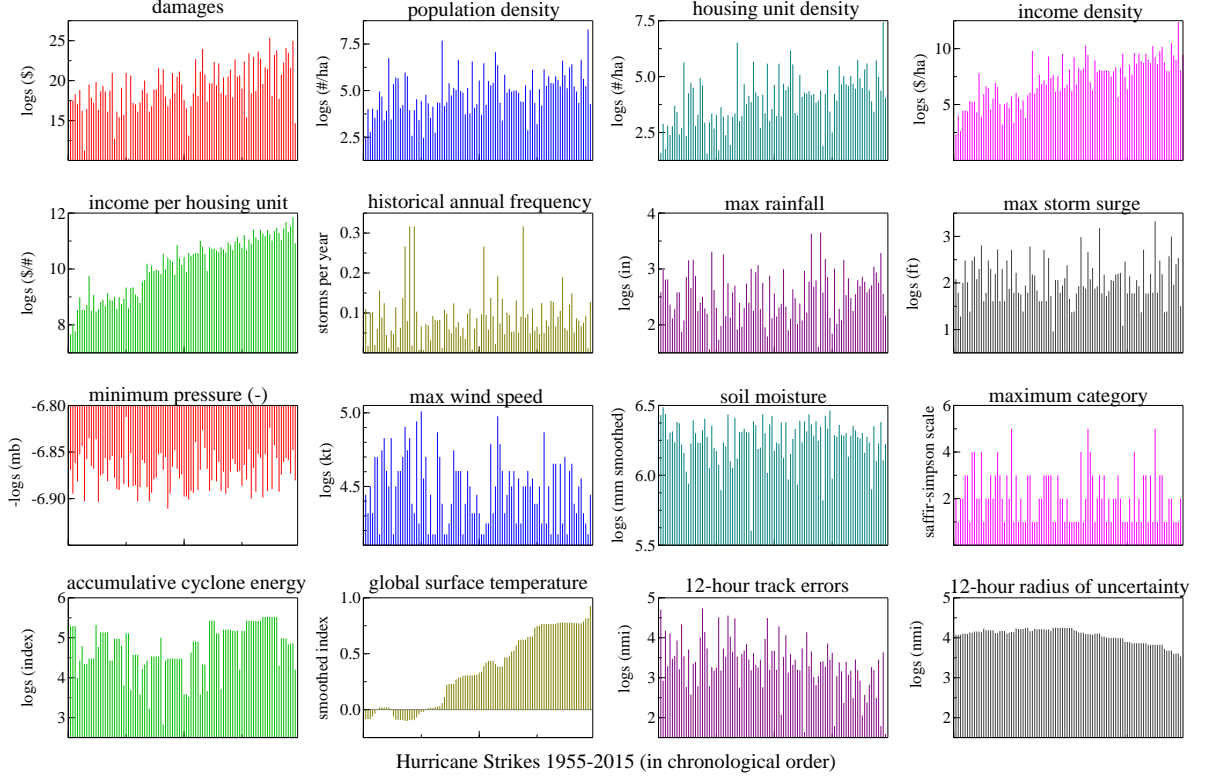 damages
population density
housing unit density
income density
logs ($)
25
20
15
logs (#/ha)
7.5
5.0
2.5
logs (#/ha)
7.5
5.0
2.5
logs ($/ha)
10
5
income per housing unit
historical annual frequency
max rainfall
max storm surge
logs ($/#)
12
10
8
storms per year
0.3
0.2
0.1
logs (in)
4
3
2
logs (ft)
3
2
1
minimum pressure (-)
max wind speed
soil moisture
maximum category
-logs (mb)
-6.80
-6.85
-6.90
logs (kt)
5.0
4.5
logs (mm smoothed)
6.5
6.0
5.5
saffir-simpson scale
6
4
2
accumulative cyclone energy
global surface temperature
12-hour track errors
12-hour radius of uncertainty
logs (index)
6
5
4
3
smoothed index
1.0
0.5
0.0
logs (nmi)
5
4
3
2
logs (nmi)
5
4
3
2
Hurricane Strikes 1955-2015 (in chronological order)